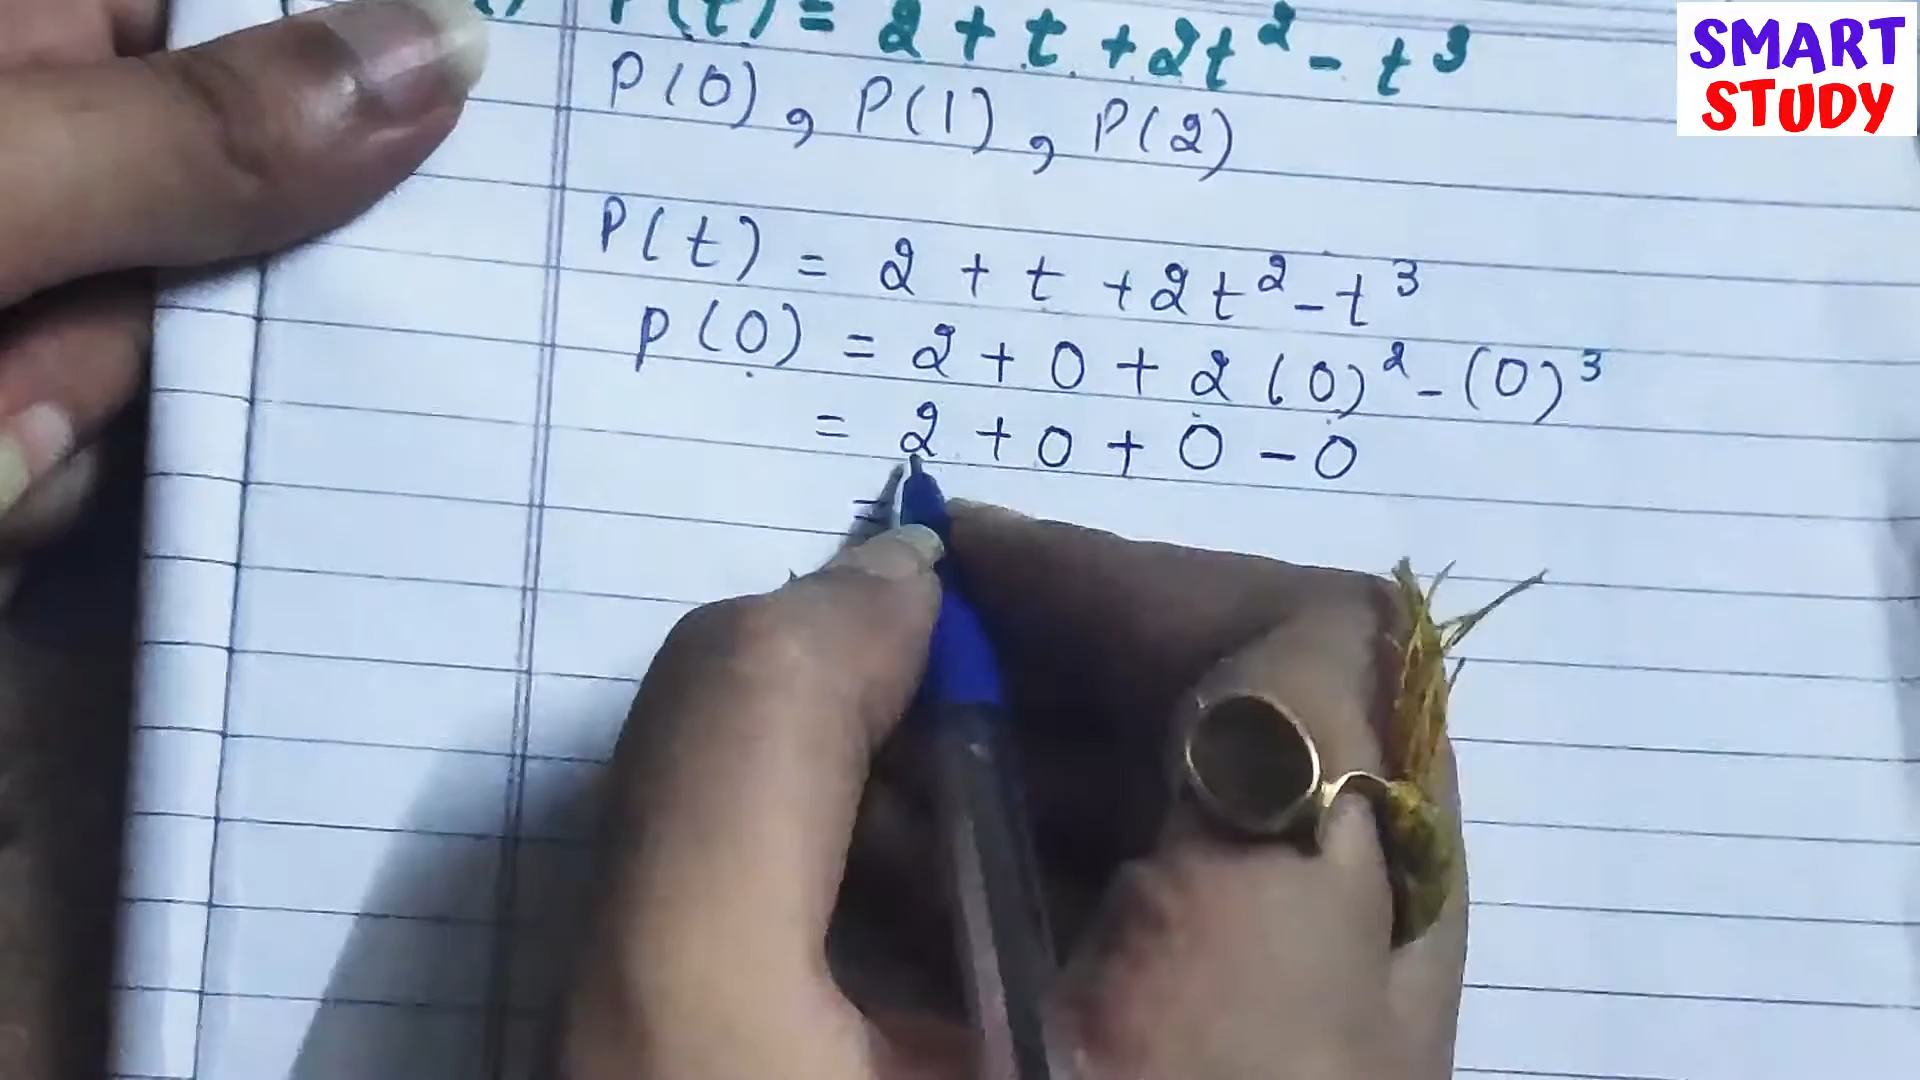 P(t) = 2 + t + 2t² - t³
P(0), P(1), P(2)
P(t) = 2 + t + 2t² - t³
P(0) = 2 + 0 + 2(0)² - (0)³
= 2 + 0 + 0 - 0
=
SMART
STUDY